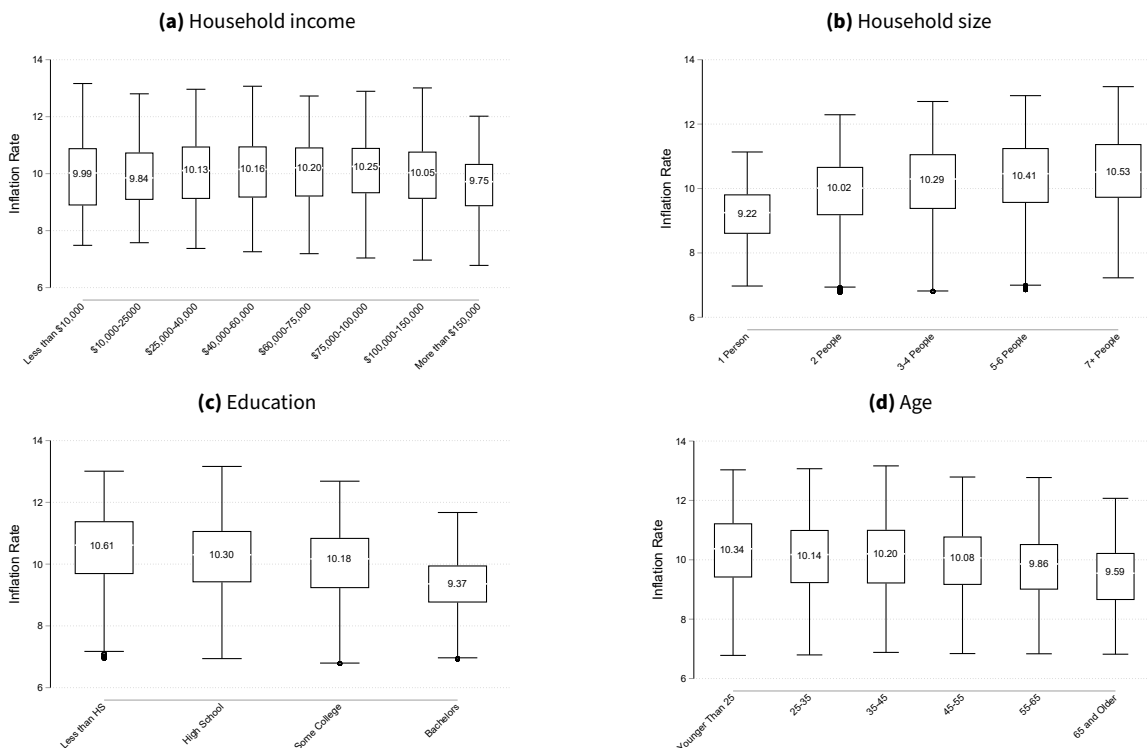 (a) Household income
Inflation Rate
14
12
10
8
6
9.99
9.84
10.13
10.16
10.20
10.25
10.05
9.75
Less than $10,000
$10,000-25000
$25,000-40,000
$40,000-60,000
$60,000-75,000
$75,000-100,000
$100,000-150,000
More than $150,000
(b) Household size
Inflation Rate
14
12
10
8
6
9.22
10.02
10.29
10.41
10.53
1 Person
2 People
3-4 People
5-6 People
7+ People
(c) Education
Inflation Rate
14
12
10
8
6
10.61
10.30
10.18
9.37
Less than HS
High School
Some College
Bachelors
(d) Age
Inflation Rate
14
12
10
8
6
10.34
10.14
10.20
10.08
9.86
9.59
Younger Than 25
25-35
35-45
45-55
55-65
65 and Older